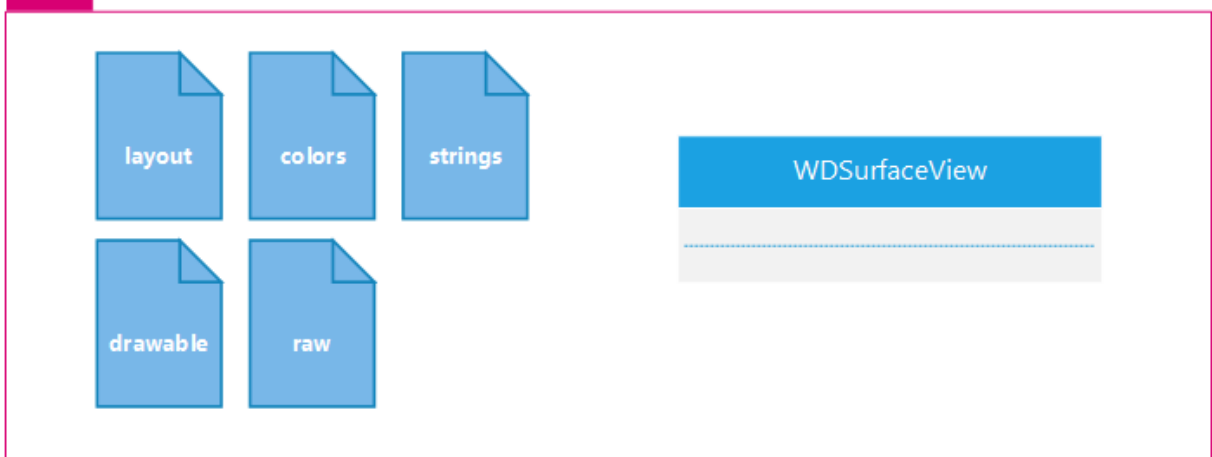 layout
colors
strings
WDSurfaceView
drawable
raw